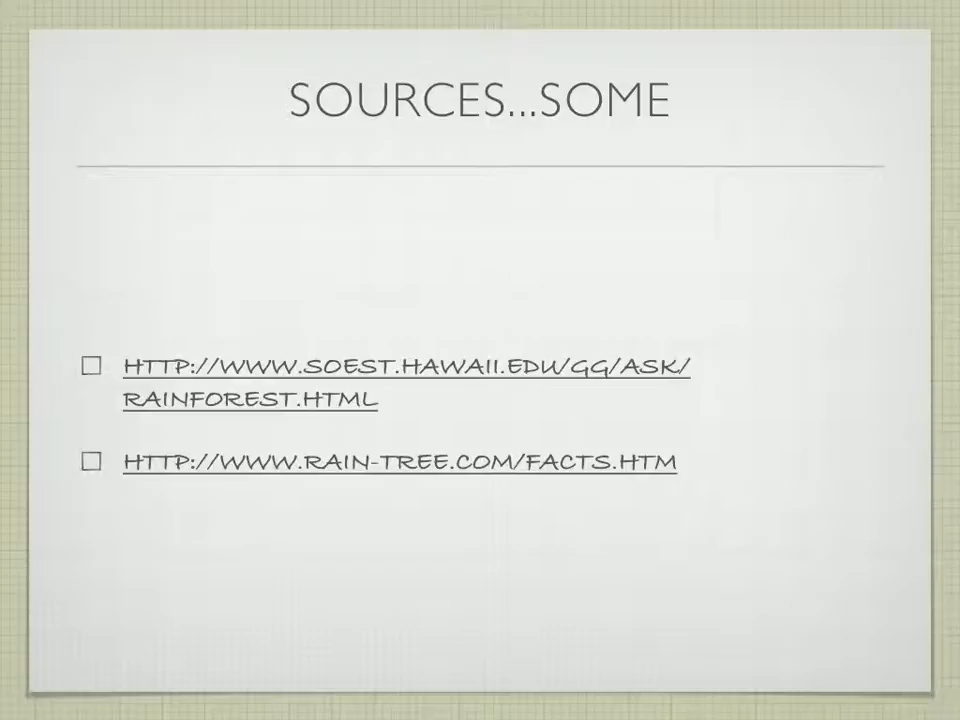 SOURCES...SOME
HTTP://WWW.SOEST.HAWAII.EDU/GG/ASK/
RAINFOREST.HTML
HTTP://WWW.RAIN-TREE.COM/FACTS.HTM